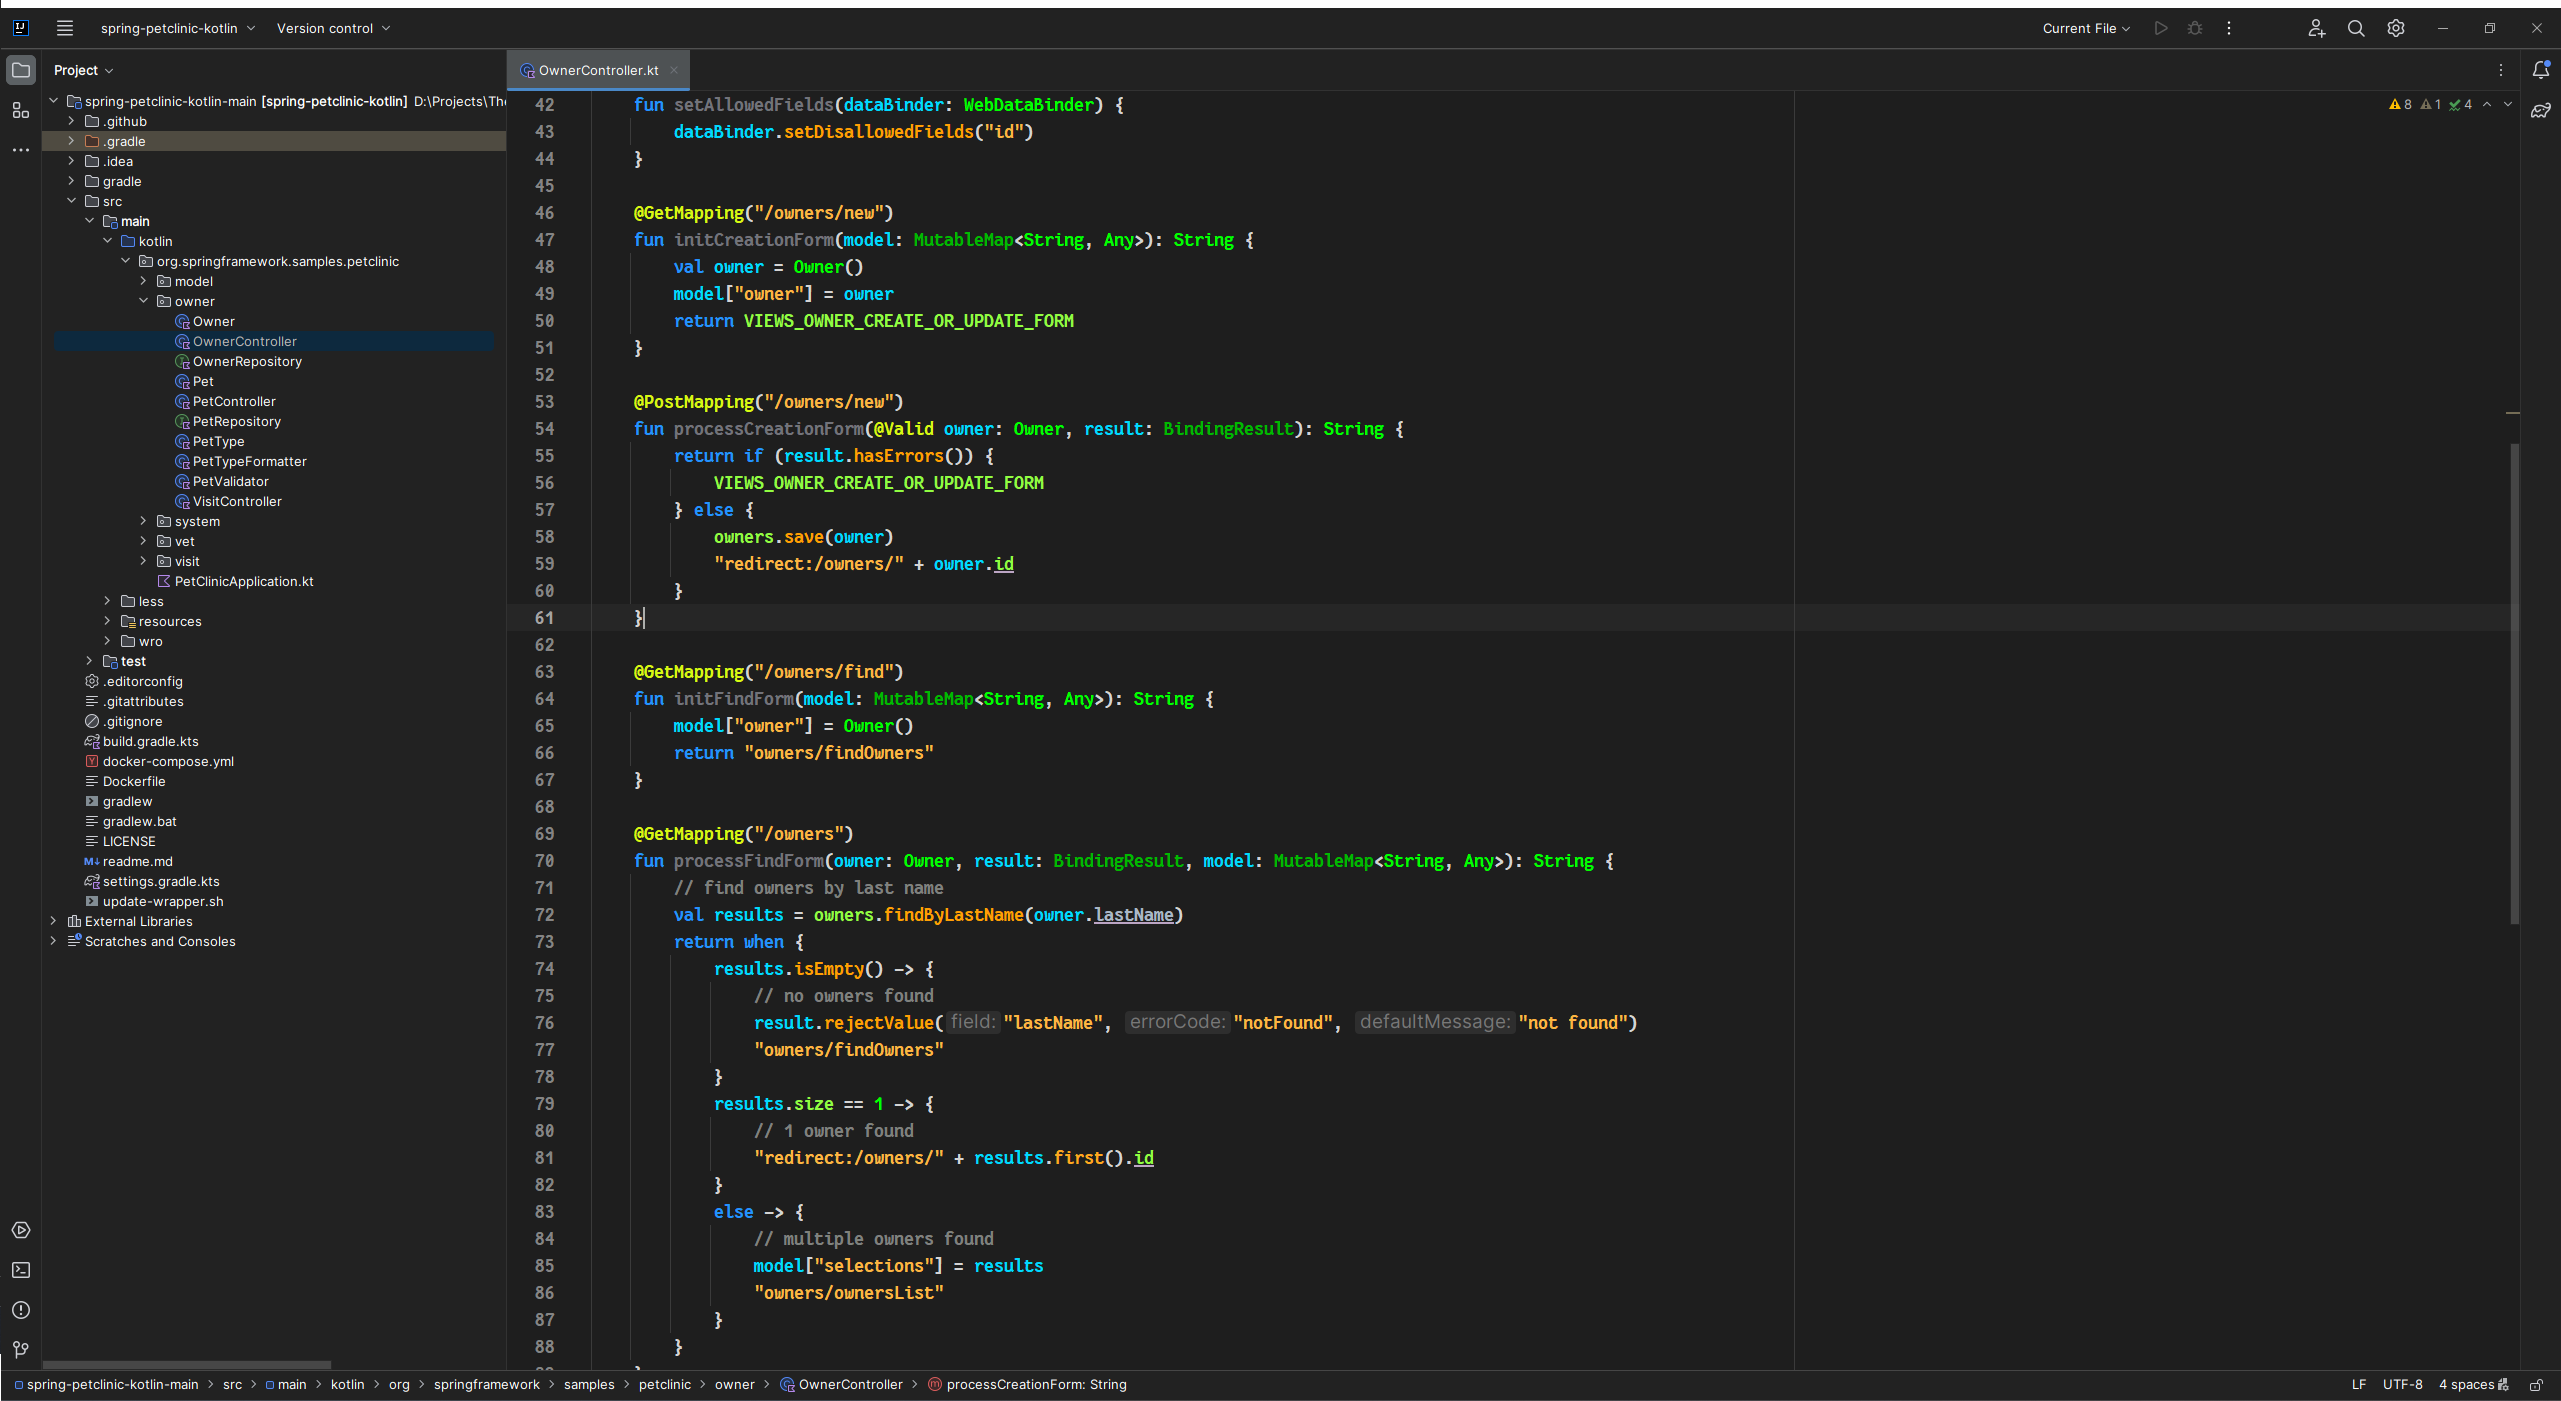 spring-petclinic-kotlin Version control Current File
Project
OwnerController.kt
spring-petclinic-kotlin-main [spring-petclinic-kotlin] D:\Projects\The
.github
.gradle
.idea
gradle
src
main
kotlin
org.springframework.samples.petclinic
model
owner
Owner
OwnerController
OwnerRepository
Pet
PetController
PetRepository
PetType
PetTypeFormatter
PetValidator
VisitController
system
vet
visit
PetClinicApplication.kt
less
resources
wro
test
.editorconfig
.gitattributes
.gitignore
build.gradle.kts
docker-compose.yml
Dockerfile
gradlew
gradlew.bat
LICENSE
readme.md
settings.gradle.kts
update-wrapper.sh
External Libraries
Scratches and Consoles
8 1 4
42 fun setAllowedFields(dataBinder: WebDataBinder) {
43 dataBinder.setDisallowedFields("id")
44 }
45
46 @GetMapping("/owners/new")
47 fun initCreationForm(model: MutableMap<String, Any>): String {
48 val owner = Owner()
49 model["owner"] = owner
50 return VIEWS_OWNER_CREATE_OR_UPDATE_FORM
51 }
52
53 @PostMapping("/owners/new")
54 fun processCreationForm(@Valid owner: Owner, result: BindingResult): String {
55 return if (result.hasErrors()) {
56 VIEWS_OWNER_CREATE_OR_UPDATE_FORM
57 } else {
58 owners.save(owner)
59 "redirect:/owners/" + owner.id
60 }
61 }
62
63 @GetMapping("/owners/find")
64 fun initFindForm(model: MutableMap<String, Any>): String {
65 model["owner"] = Owner()
66 return "owners/findOwners"
67 }
68
69 @GetMapping("/owners")
70 fun processFindForm(owner: Owner, result: BindingResult, model: MutableMap<String, Any>): String {
71 // find owners by last name
72 val results = owners.findByLastName(owner.lastName)
73 return when {
74 results.isEmpty() -> {
75 // no owners found
76 result.rejectValue( field: "lastName", errorCode: "notFound", defaultMessage: "not found")
77 "owners/findOwners"
78 }
79 results.size == 1 -> {
80 // 1 owner found
81 "redirect:/owners/" + results.first().id
82 }
83 else -> {
84 // multiple owners found
85 model["selections"] = results
86 "owners/ownersList"
87 }
88 }
spring-petclinic-kotlin-main > src > main > kotlin > org > springframework > samples > petclinic > owner > OwnerController > processCreationForm: String
LF UTF-8 4 spaces